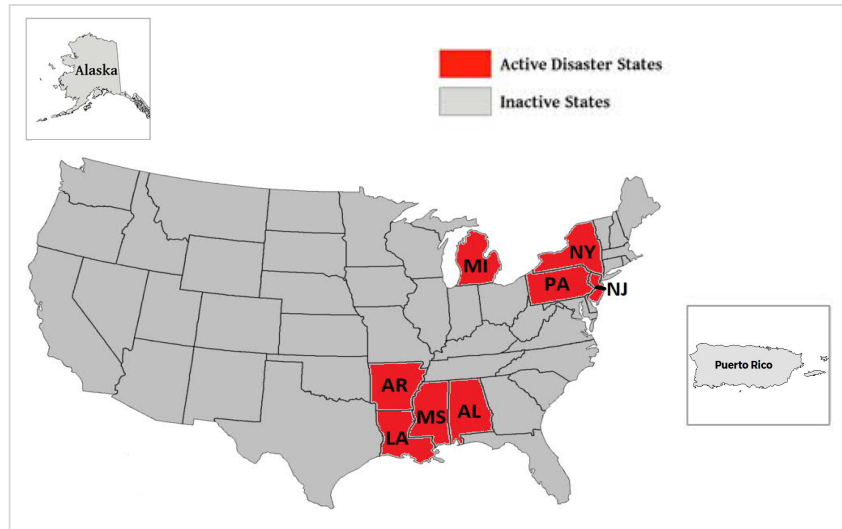 Alaska
Active Disaster States
Inactive States
MI
NY
PA
NJ
Puerto Rico
AR
MS
AL
LA